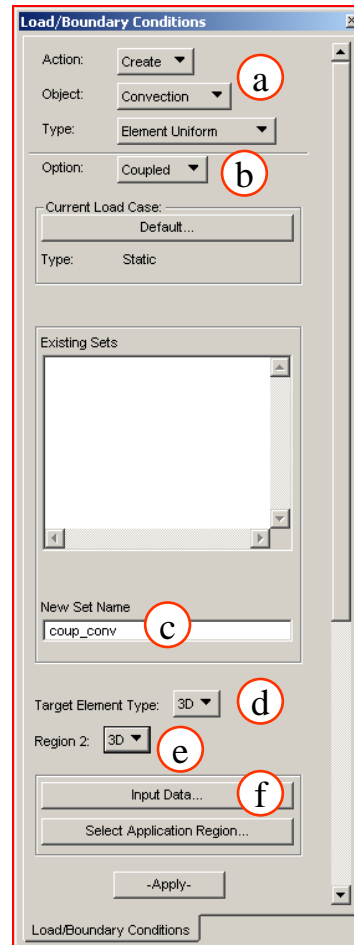 Load/Boundary Conditions
Action: Create
a
Object: Convection
Type: Element Uniform
Option: Coupled
b
Current Load Case:
Default...
Type: Static
Existing Sets
New Set Name
c
coup_conv
Target Element Type: 3D
d
Region 2: 3D
e
Input Data...
f
Select Application Region...
-Apply-
Load/Boundary Conditions